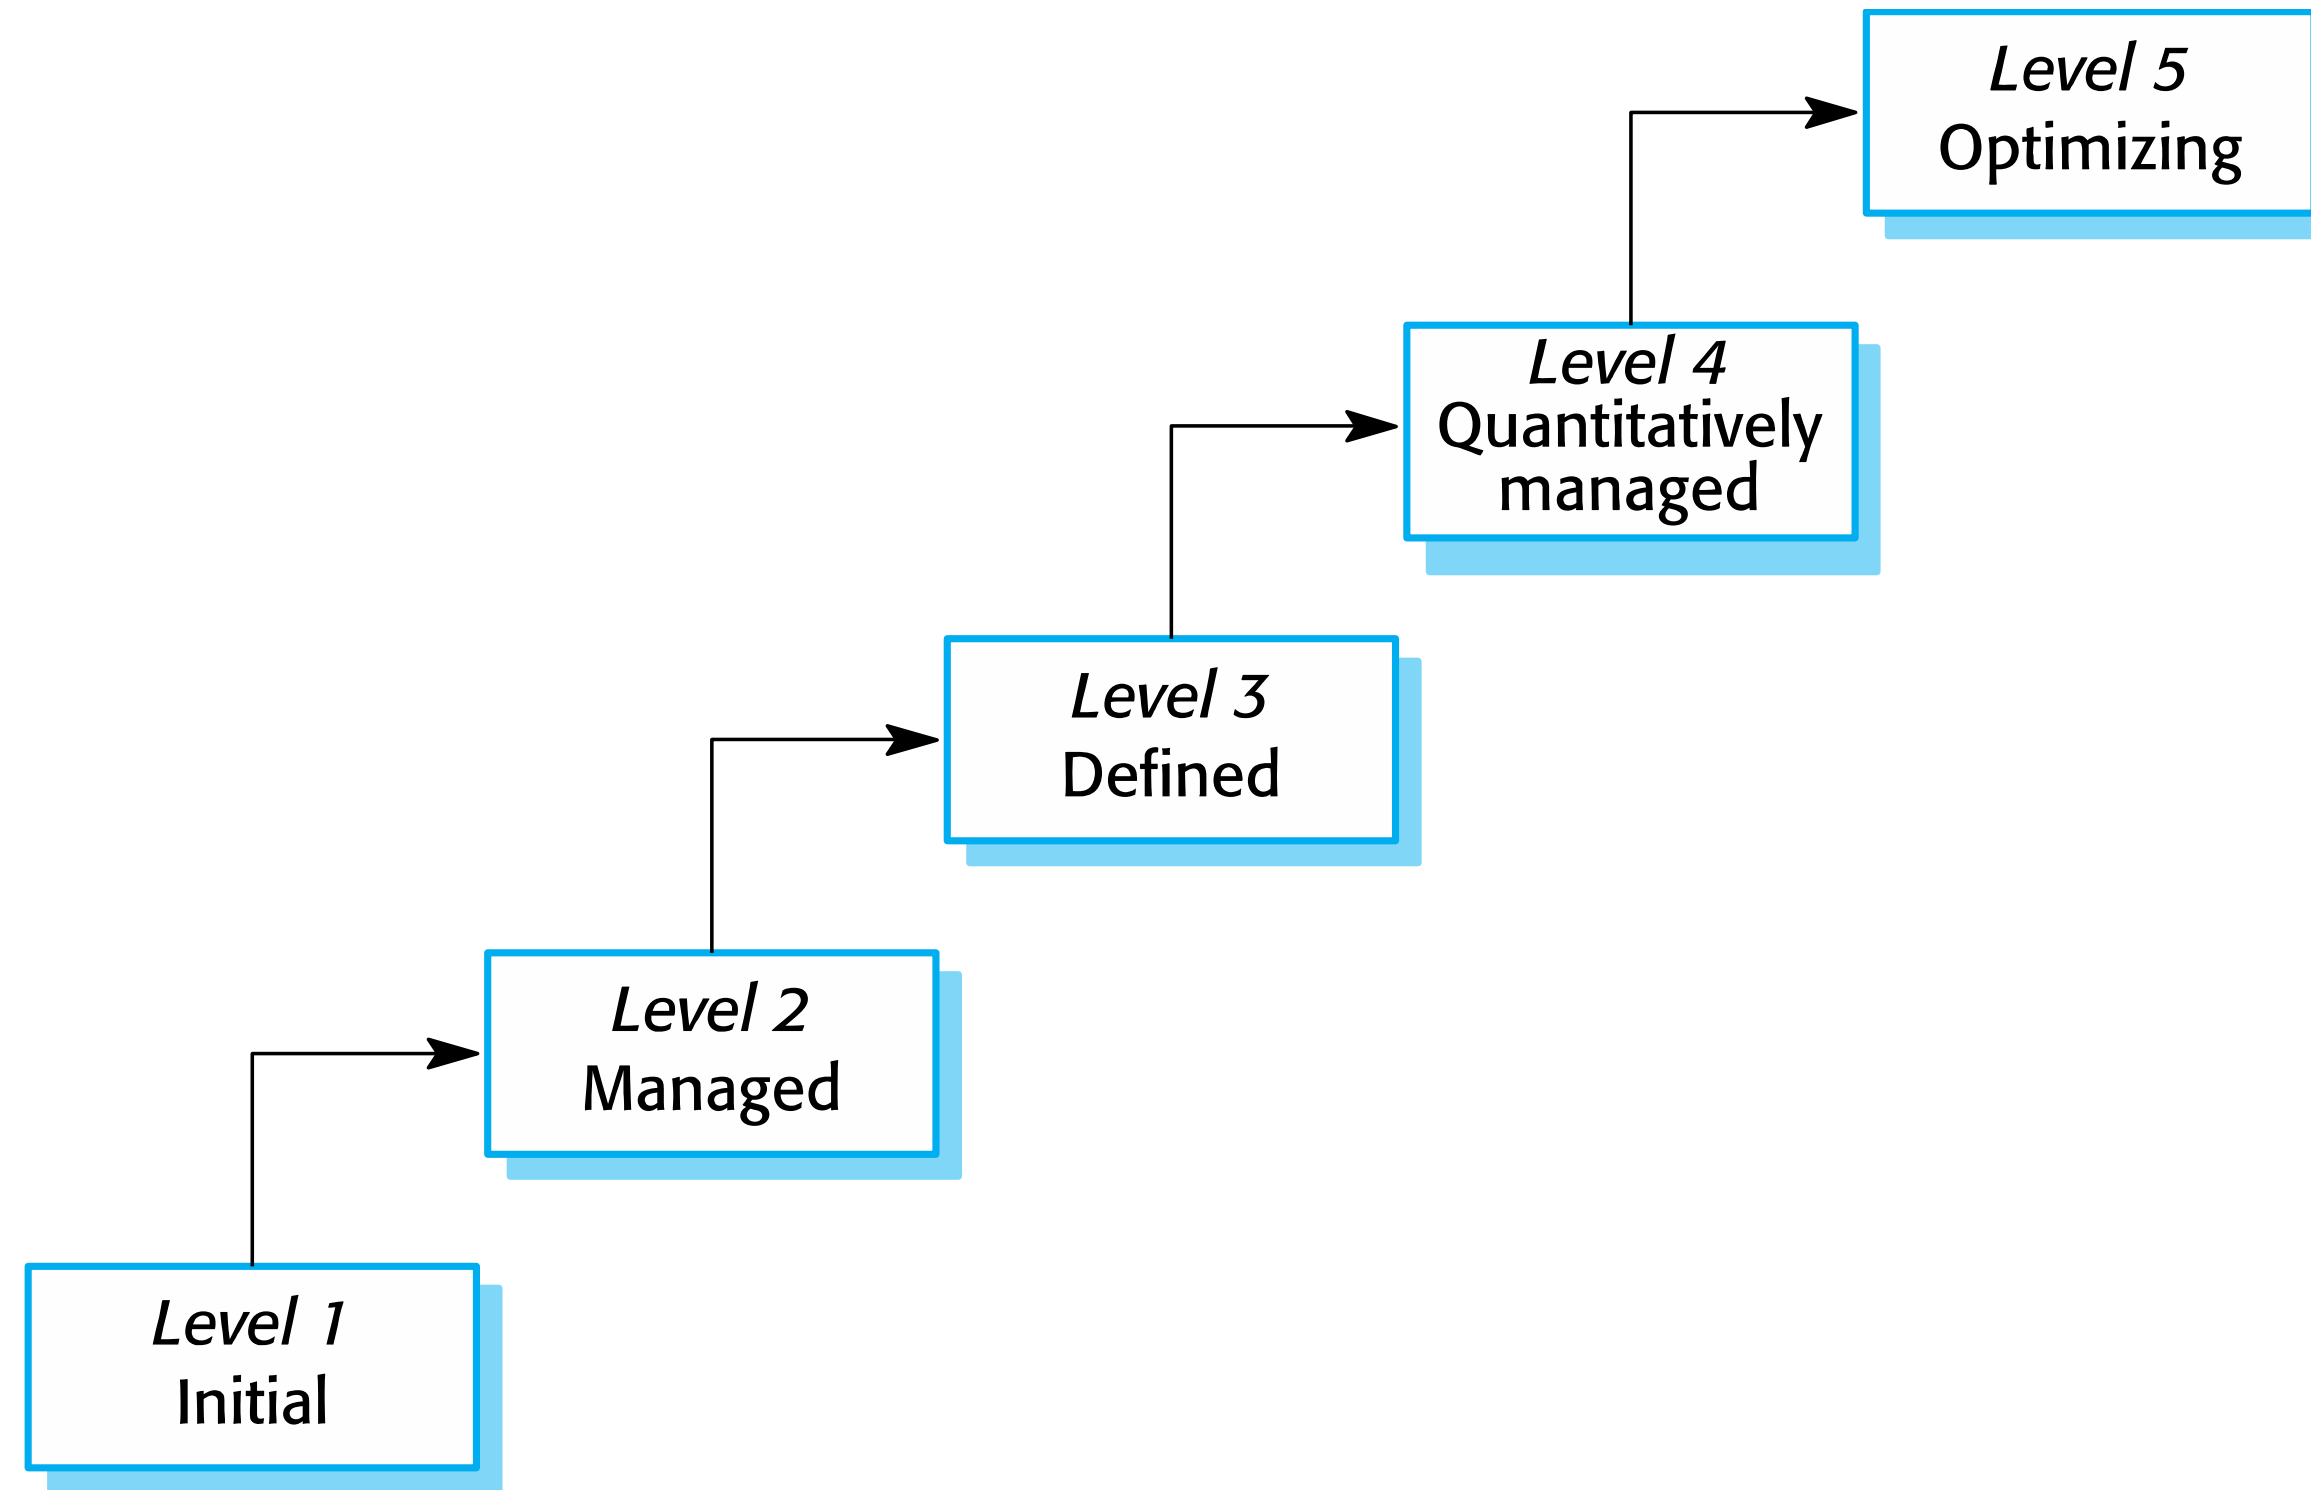 Level 5
Optimizing
Level 4
Quantitatively
managed
Level 3
Defined
Level 2
Managed
Level 1
Initial